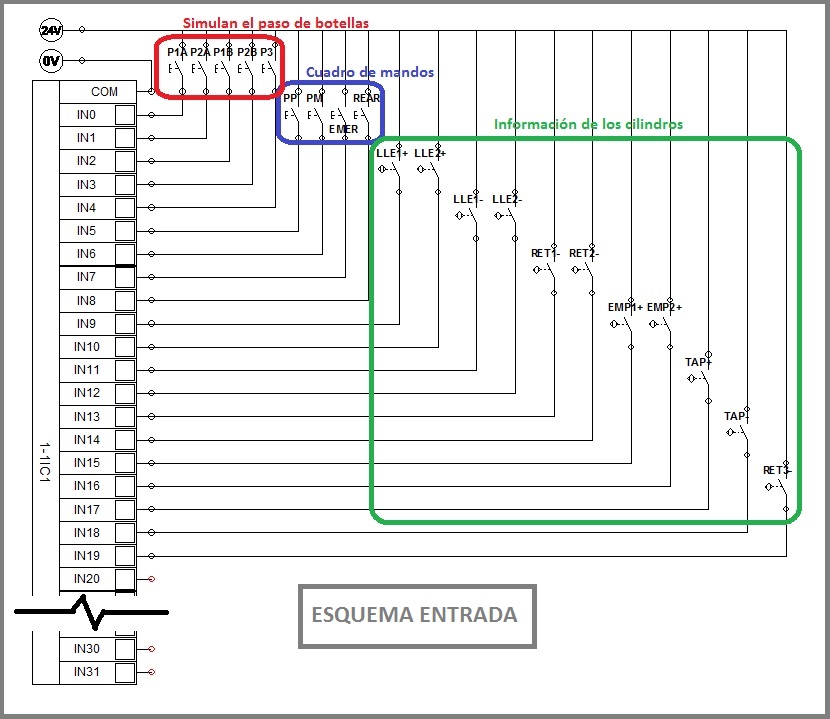 24V
Simulan el paso de botellas
0V
P1A P2A P1B P2B P3
Cuadro de mandos
COM
PP PM REAR
IN0
EMER
Información de los cilindros
IN1
LLE1+ LLE2+
IN2
IN3
LLE1- LLE2-
IN4
IN5
IN6
RET1- RET2-
IN7
IN8
EMP1+ EMP2+
IN9
IN10
TAP+
IN11
IN12
IN13
TAP-
IN14
IN15
RET3-
IN16
IN17
IN18
IN19
IN20
1-1IC1
ESQUEMA ENTRADA
IN30
IN31